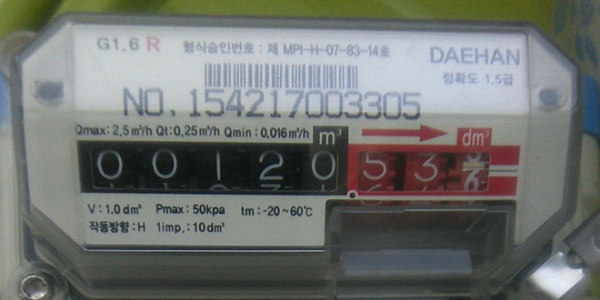 G1.6 R 형식승인번호 : 제 MPI-H-07-83-14호 DAEHAN
정확도 1.5급
NO. 154217003305
Qmax: 2,5㎥/h Qt:0,25㎥/h Qmin : 0,016㎥/h m³ dm³
0 0 1 2 0 5 3
V : 1.0 dm³ Pmax: 50kpa tm : -20~60℃
작동방향 : H 1imp. : 10 dm³